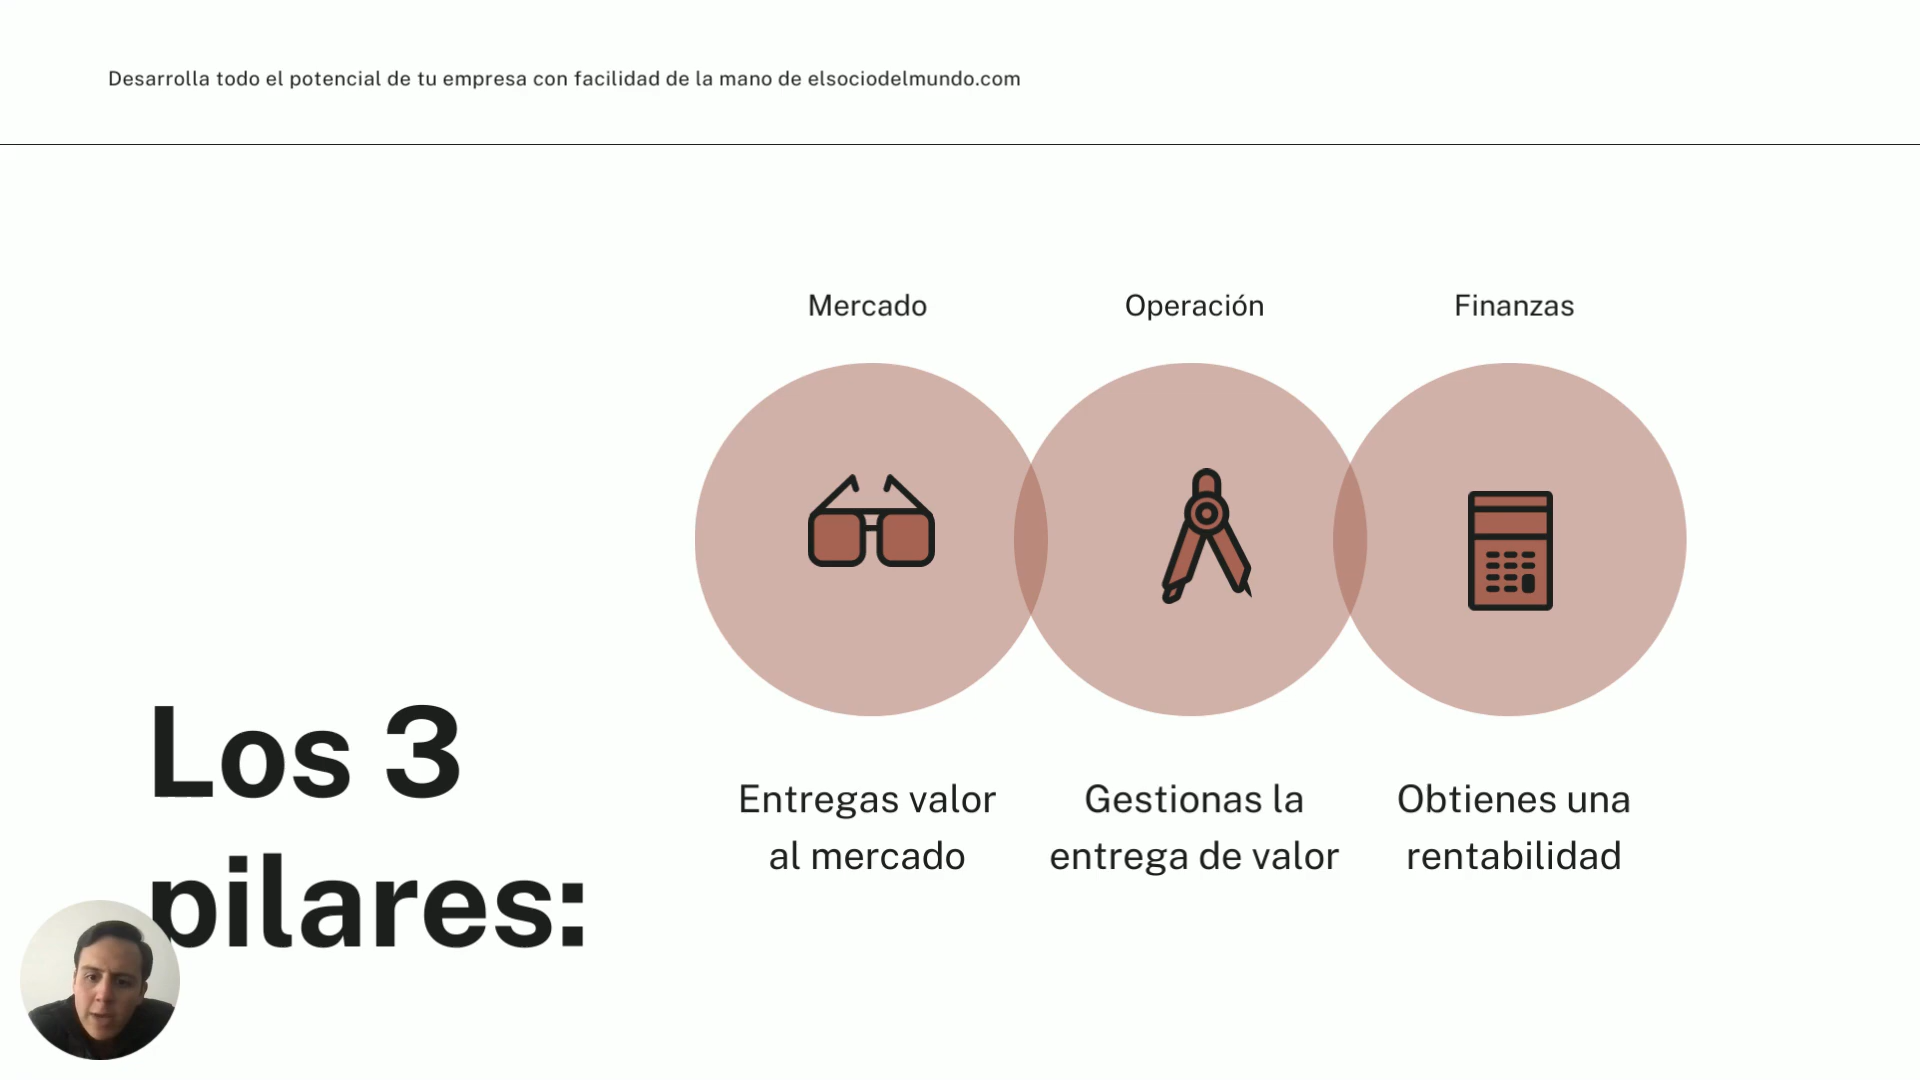 Desarrolla todo el potencial de tu empresa con facilidad de la mano de elsociodelmundo.com
Mercado
Operación
Finanzas
Los 3
pilares:
Entregas valor
al mercado
Gestionas la
entrega de valor
Obtienes una
rentabilidad